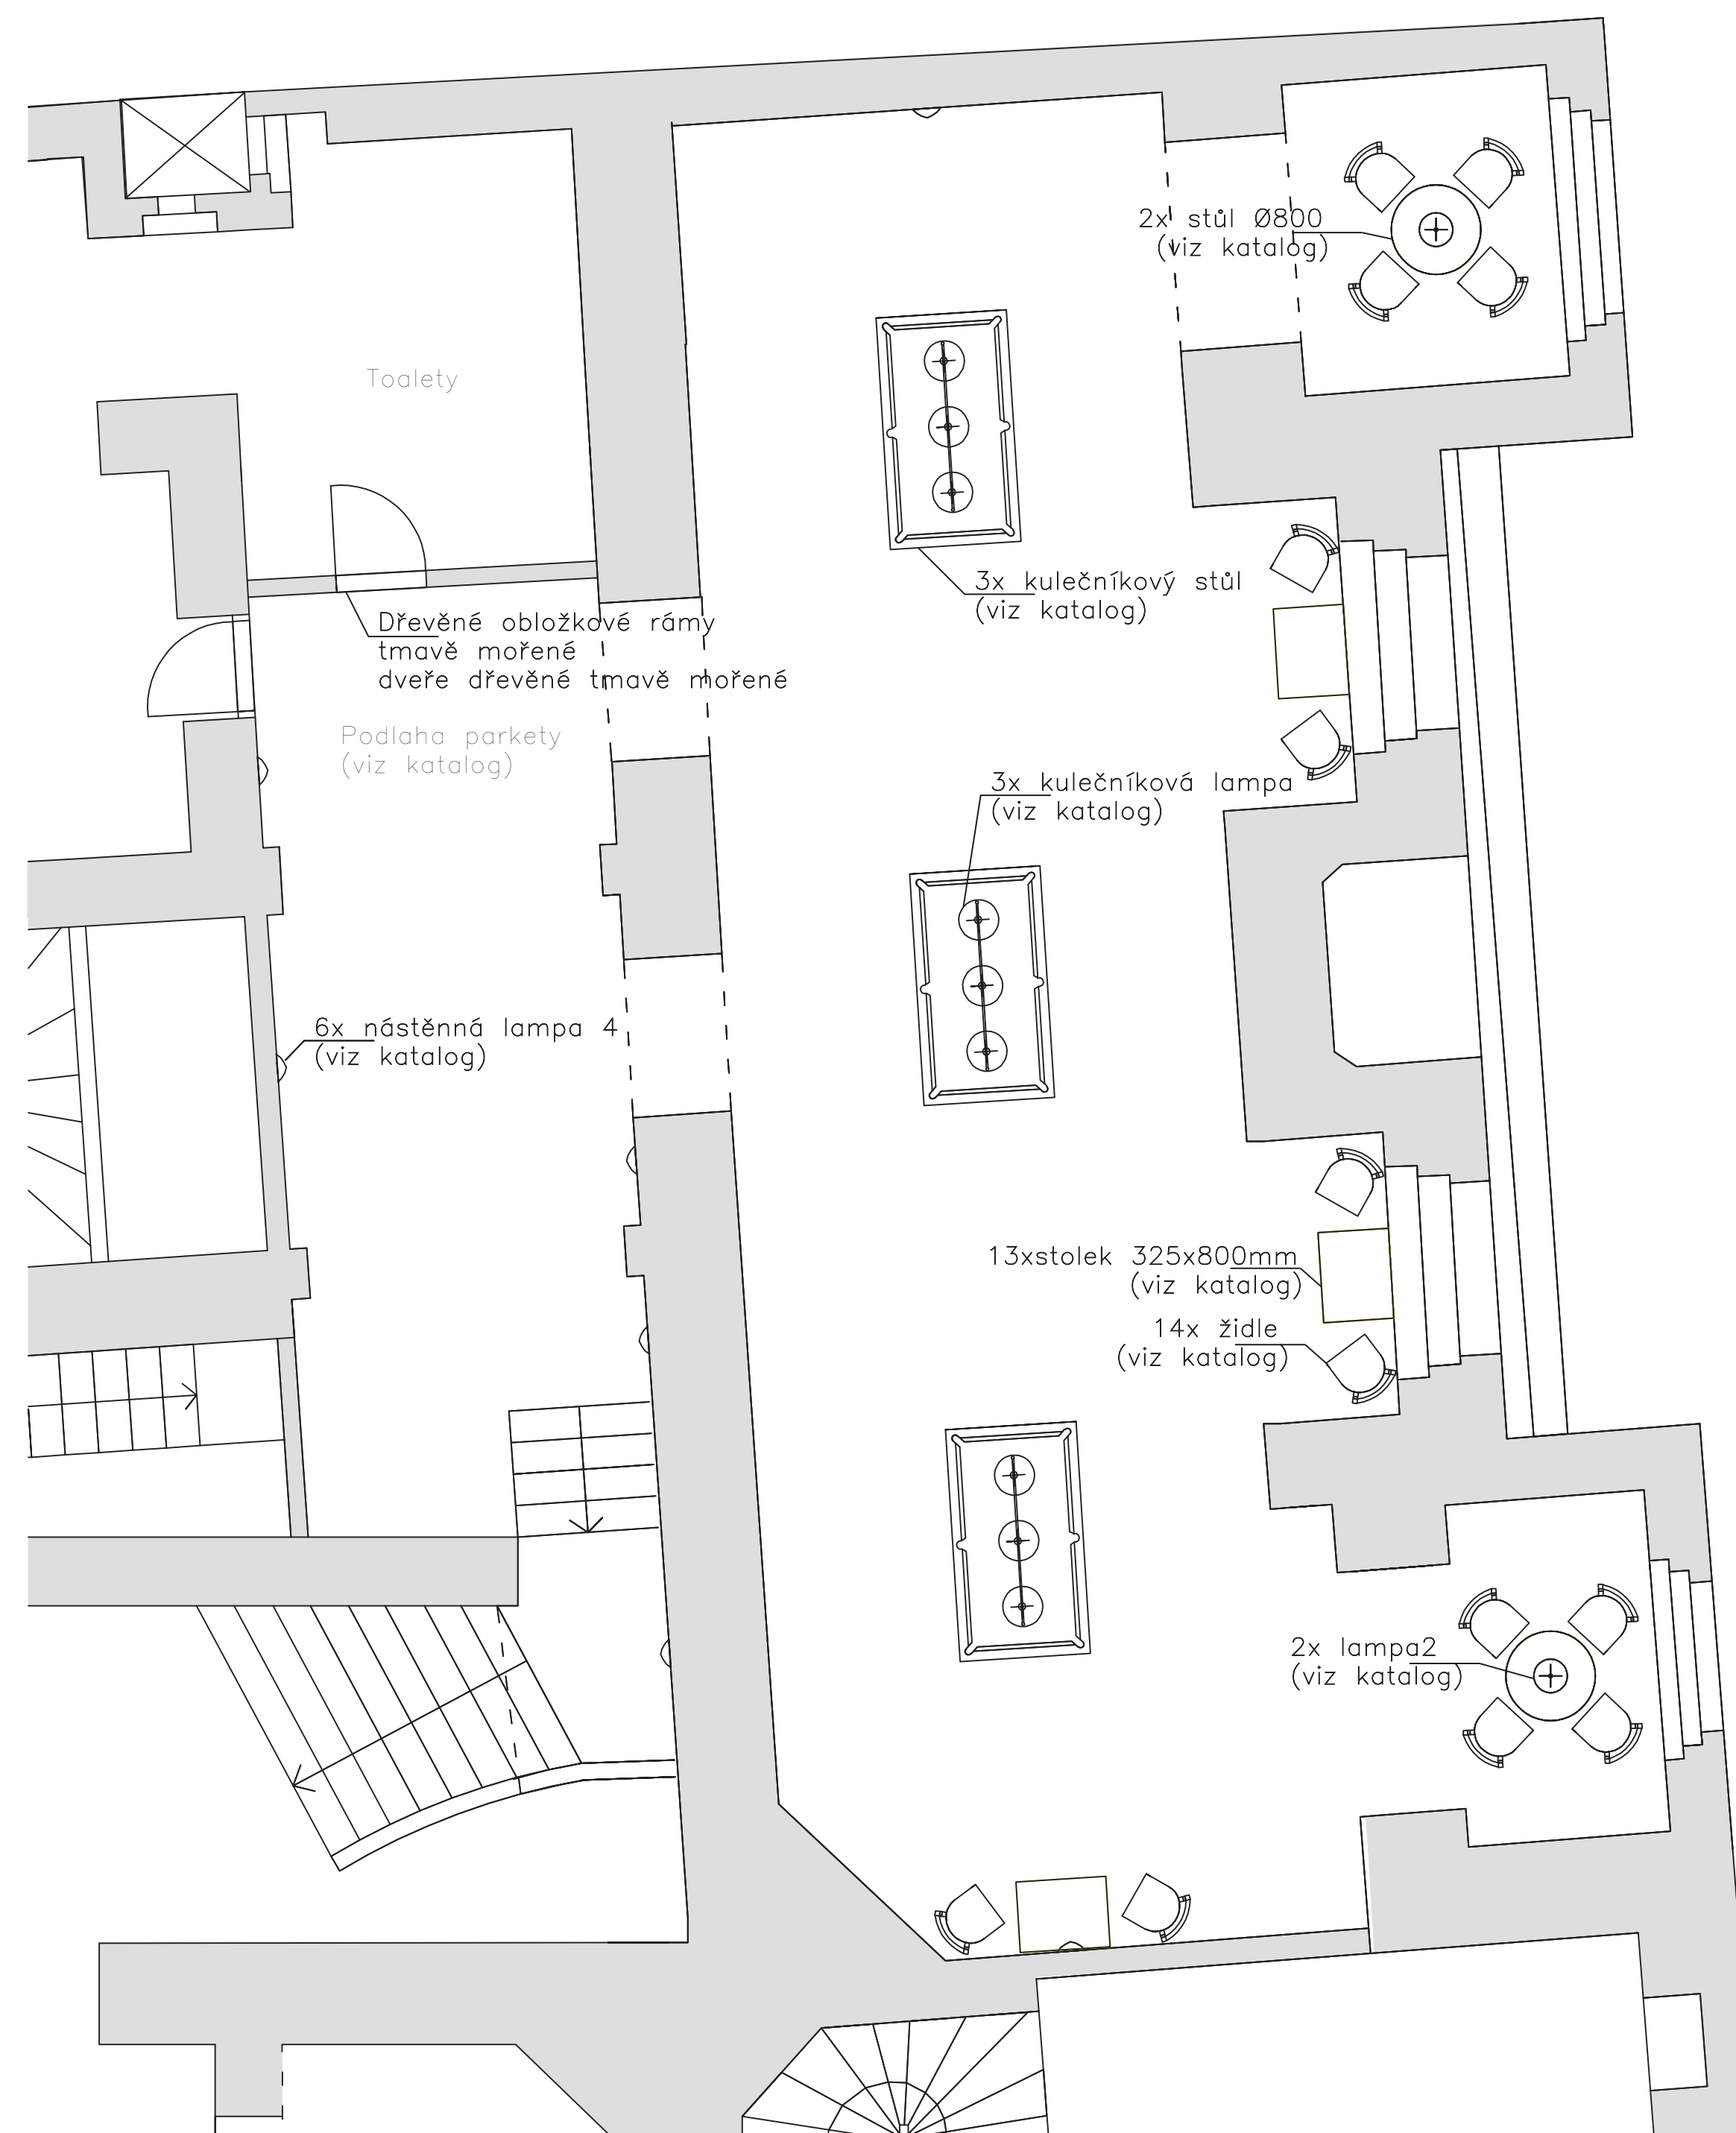 2x stůl Ø800
(viz katalog)
Toalety
3x kulečníkový stůl
(viz katalog)
Dřevěné obložkové rámy
tmavě mořené
dveře dřevěné tmavě mořené
Podlaha parkety
(viz katalog)
3x kulečníková lampa
(viz katalog)
6x nástěnná lampa 4
(viz katalog)
13xstolek 325x800mm
(viz katalog)
14x židle
(viz katalog)
2x lampa2
(viz katalog)